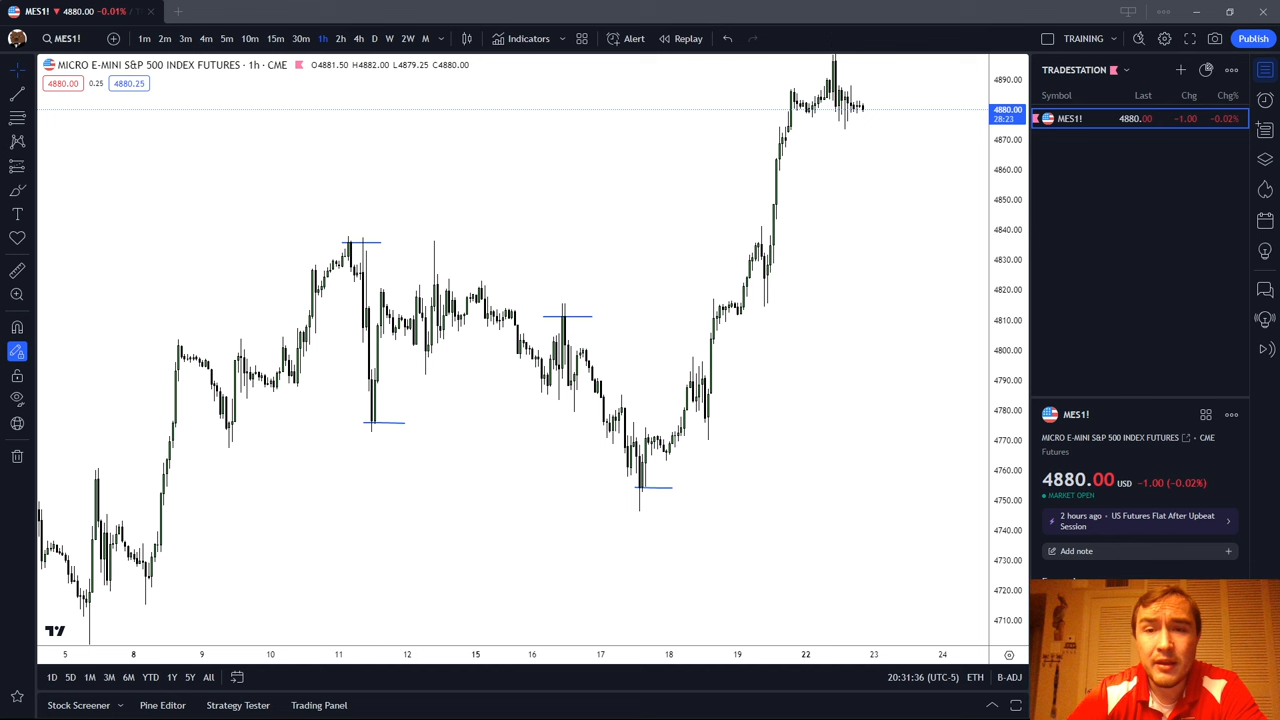 MES1! ▼ 4880.00 −0.01%
MES1! 1m 2m 3m 4m 5m 10m 15m 30m 1h 2h 4h D W 2W M Indicators Alert Replay TRAINING Publish
MICRO E-MINI S&P 500 INDEX FUTURES · 1h · CME O4881.50 H4882.00 L4879.25 C4880.00
4880.00 0.25 4880.25
4890.00
4880.00
28:23
4870.00
4860.00
4850.00
4840.00
4830.00
4820.00
4810.00
4800.00
4790.00
4780.00
4770.00
4760.00
4750.00
4740.00
4730.00
4720.00
4710.00
5 8 9 10 11 12 15 16 17 18 19 22 23 24
1D 5D 1M 3M 6M YTD 1Y 5Y All 20:31:36 (UTC-5) ETH B-ADJ
Stock Screener Pine Editor Strategy Tester Trading Panel
TRADESTATION
Symbol Last Chg Chg%
MES1! 4880.00 −1.00 −0.02%
MES1!
MICRO E-MINI S&P 500 INDEX FUTURES · CME
Futures
4880.00 USD −1.00 (−0.02%)
MARKET OPEN
2 hours ago · US Futures Flat After Upbeat
Session
Add note